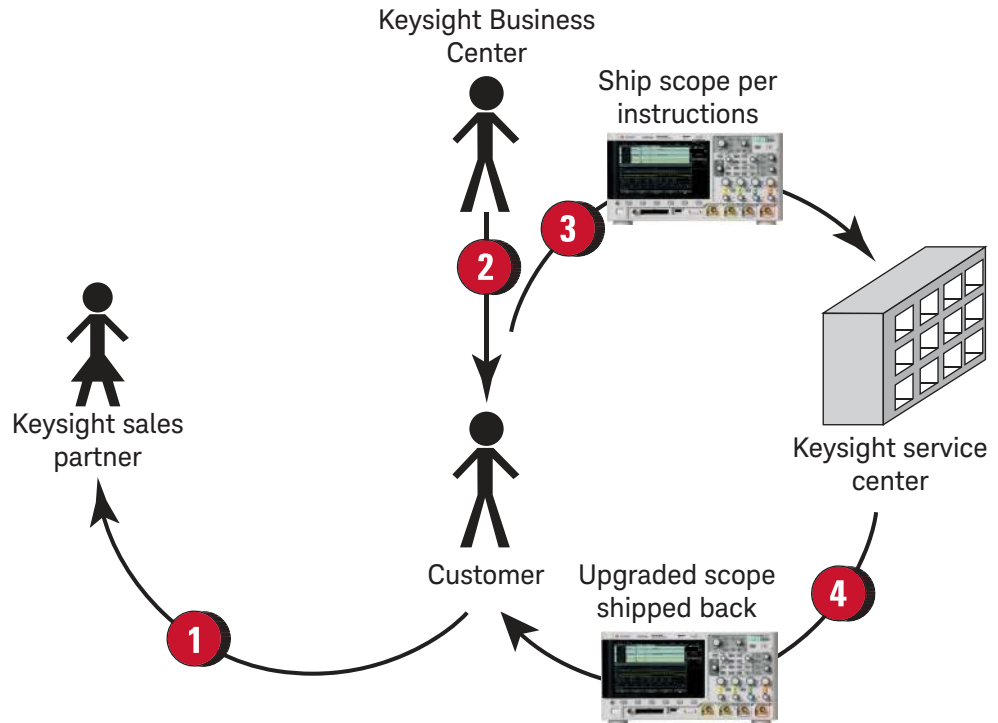 Keysight Business
Center
Ship scope per
instructions
3
2
Keysight sales
partner
Keysight service
center
Customer
Upgraded scope
shipped back
4
1